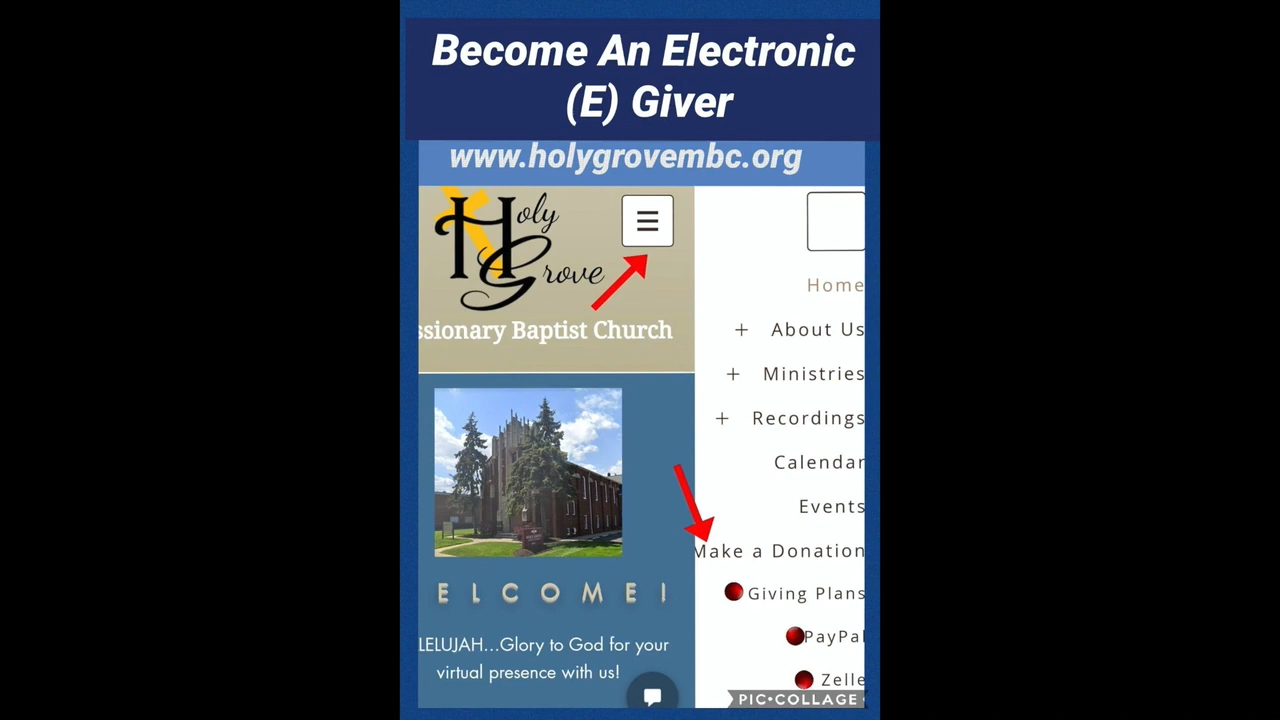 Become An Electronic
(E) Giver
www.holygrovembc.org
Holy
Grove
ssionary Baptist Church
Home
+ About Us
+ Ministries
+ Recordings
Calendar
Events
Make a Donation
Giving Plans
PayPal
Zelle
ELCOME!
LELUJAH...Glory to God for your
virtual presence with us!
PIC•COLLAGE